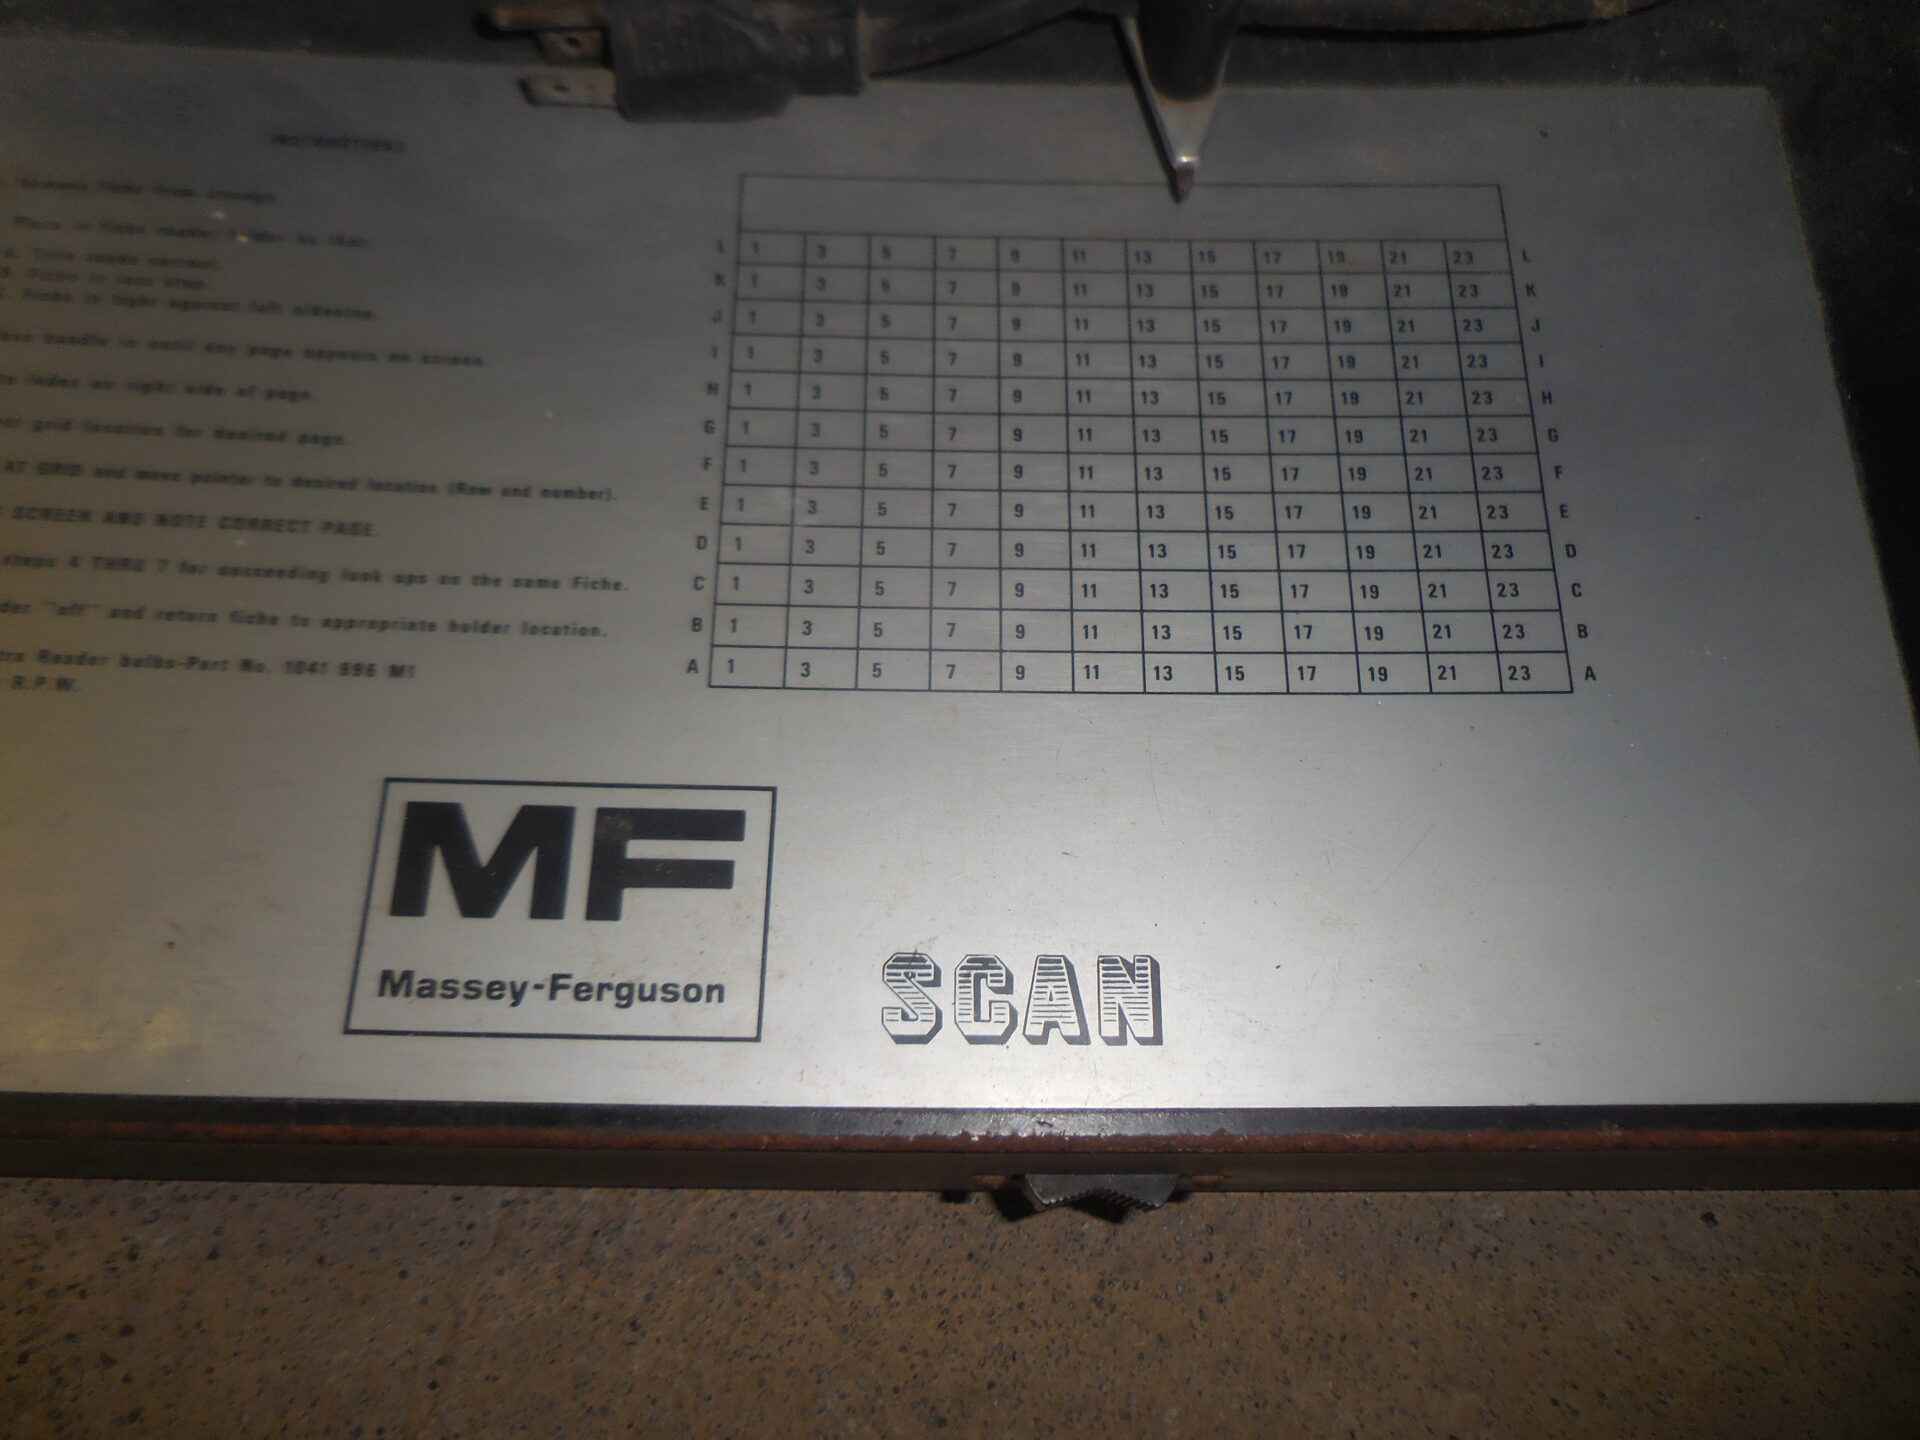 INSTRUCTIONS
Turn reader on
against left sidewise
handle in until any page appears on screen.
index on right side of page.
grid location for desired page.
AT GRID and move pointer to desired location (Row and number).
SCREEN AND NOTE CORRECT PAGE.
steps 4 THRU 7 for succeeding look ups on the same Fiche.
"off" and return fiche to appropriate holder location.
Reader bulbs-Part No. 1041 996 M1
R.P.W.
L 1 3 5 7 9 11 13 15 17 19 21 23 L
K 1 3 5 7 9 11 13 15 17 19 21 23 K
J 1 3 5 7 9 11 13 15 17 19 21 23 J
I 1 3 5 7 9 11 13 15 17 19 21 23 I
H 1 3 5 7 9 11 13 15 17 19 21 23 H
G 1 3 5 7 9 11 13 15 17 19 21 23 G
F 1 3 5 7 9 11 13 15 17 19 21 23 F
E 1 3 5 7 9 11 13 15 17 19 21 23 E
D 1 3 5 7 9 11 13 15 17 19 21 23 D
C 1 3 5 7 9 11 13 15 17 19 21 23 C
B 1 3 5 7 9 11 13 15 17 19 21 23 B
A 1 3 5 7 9 11 13 15 17 19 21 23 A
MF
Massey-Ferguson
SCAN